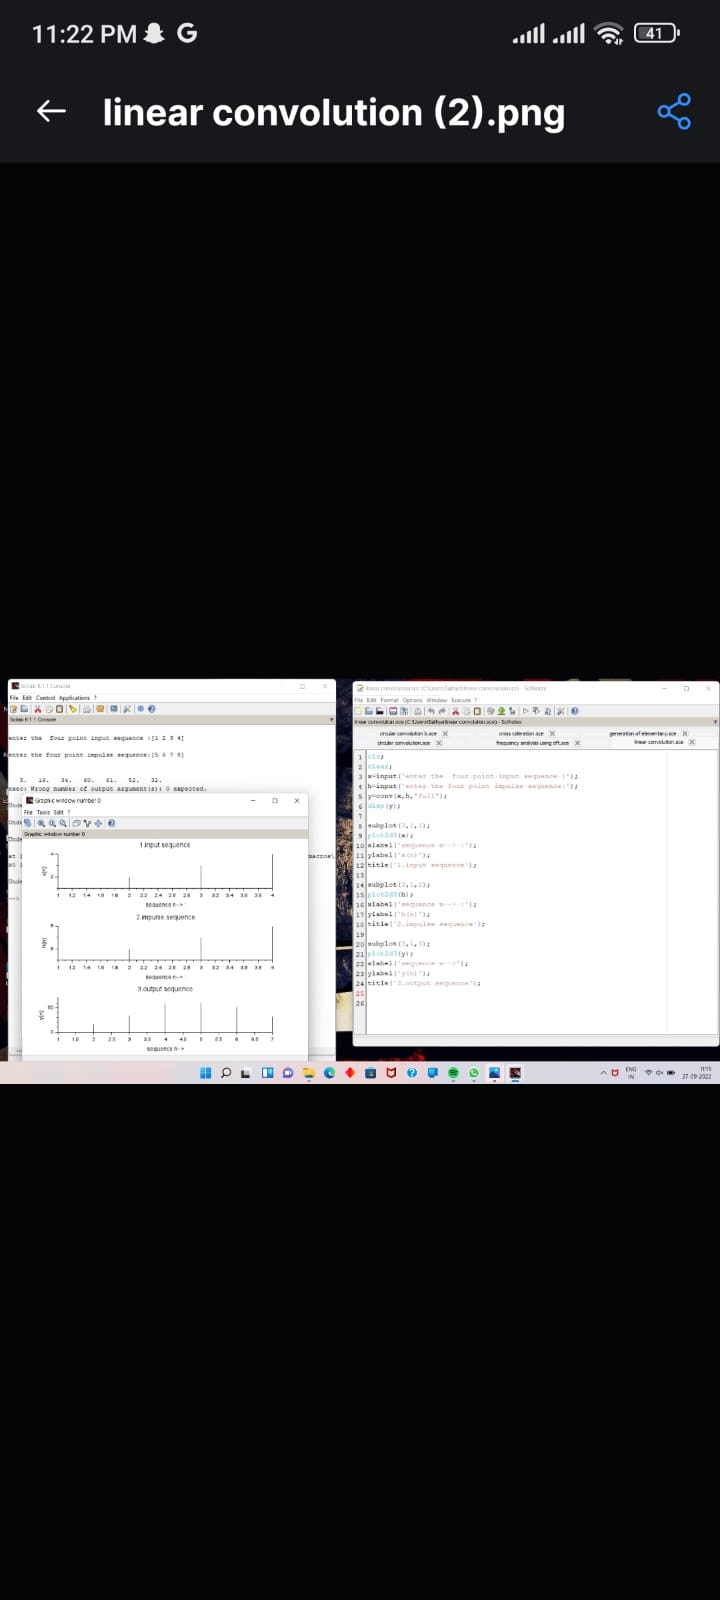 11:22 PM G 41
linear convolution (2).png
Scilab 6.1.1 Console
File Edit Control Applications ?
Scilab 6.1.1 Console
enter the four point input sequence :[1 2 3 4]
enter the four point impulse sequence:[5 6 7 8]
5. 16. 34. 60. 61. 52. 32.
exec: Wrong number of output argument(s): 0 expected.
Graphic window number 0
File Tools Edit ?
Graphic window number 0
1.input sequence
x(n)
1 1.2 1.4 1.6 1.8 2 2.2 2.4 2.6 2.8 3 3.2 3.4 3.6 3.8 4
sequence n-->
2.impulse sequence
h(n)
1 1.2 1.4 1.6 1.8 2 2.2 2.4 2.6 2.8 3 3.2 3.4 3.6 3.8 4
sequence n-->
3.output sequence
y(n)
1 1.5 2 2.5 3 3.5 4 4.5 5 5.5 6 6.5 7
sequence n->
linear convolution.sce (C:\Users\Sathya\linear convolution.sce) - SciNotes
File Edit Format Options Window Execute ?
linear convolution.sce (C:\Users\Sathya\linear convolution.sce) - SciNotes
circular convolution b.sce
generation of elementary.sce
circular convolution.sce
frequency analysis using dft.sce
linear convolution.sce
1 clc;
2 clear;
3 x=input("enter the four point input sequence :");
4 h=input("enter the four point impulse sequence:");
5 y=conv(x,h,"full");
6 disp(y);
7
8 subplot(3,1,1);
9 plot2d3(x);
10 xlabel('sequence n--> :');
11 ylabel('x(n)');
12 title('1.input sequence');
13
14 subplot(3,1,2);
15 plot2d3(h);
16 xlabel('sequence n--> :');
17 ylabel('h(n)');
18 title('2.impulse sequence');
19
20 subplot(3,1,3);
21 plot2d3(y);
22 xlabel('sequence n-->');
23 ylabel('y(n)');
24 title('3.output sequence');
25
26
ENG
IN
11:15
27-09-2022